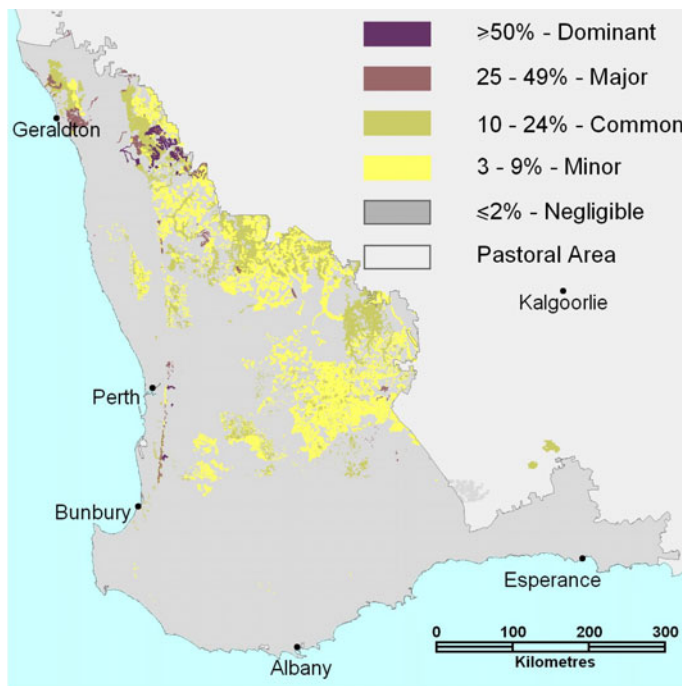 ≥50% - Dominant
25 - 49% - Major
10 - 24% - Common
3 - 9% - Minor
≤2% - Negligible
Pastoral Area
Geraldton
Kalgoorlie
Perth
Bunbury
Esperance
Albany
0 100 200 300
Kilometres